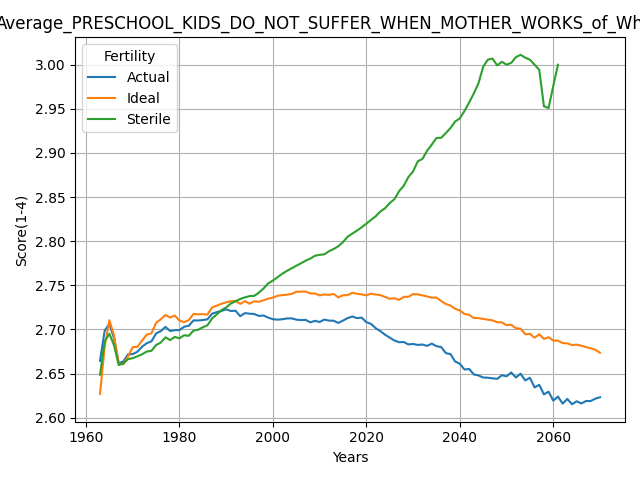 Average_PRESCHOOL_KIDS_DO_NOT_SUFFER_WHEN_MOTHER_WORKS_of_Wh
Fertility
Actual
Ideal
Sterile
Score(1-4)
3.00
2.95
2.90
2.85
2.80
2.75
2.70
2.65
2.60
1960 1980 2000 2020 2040 2060
Years